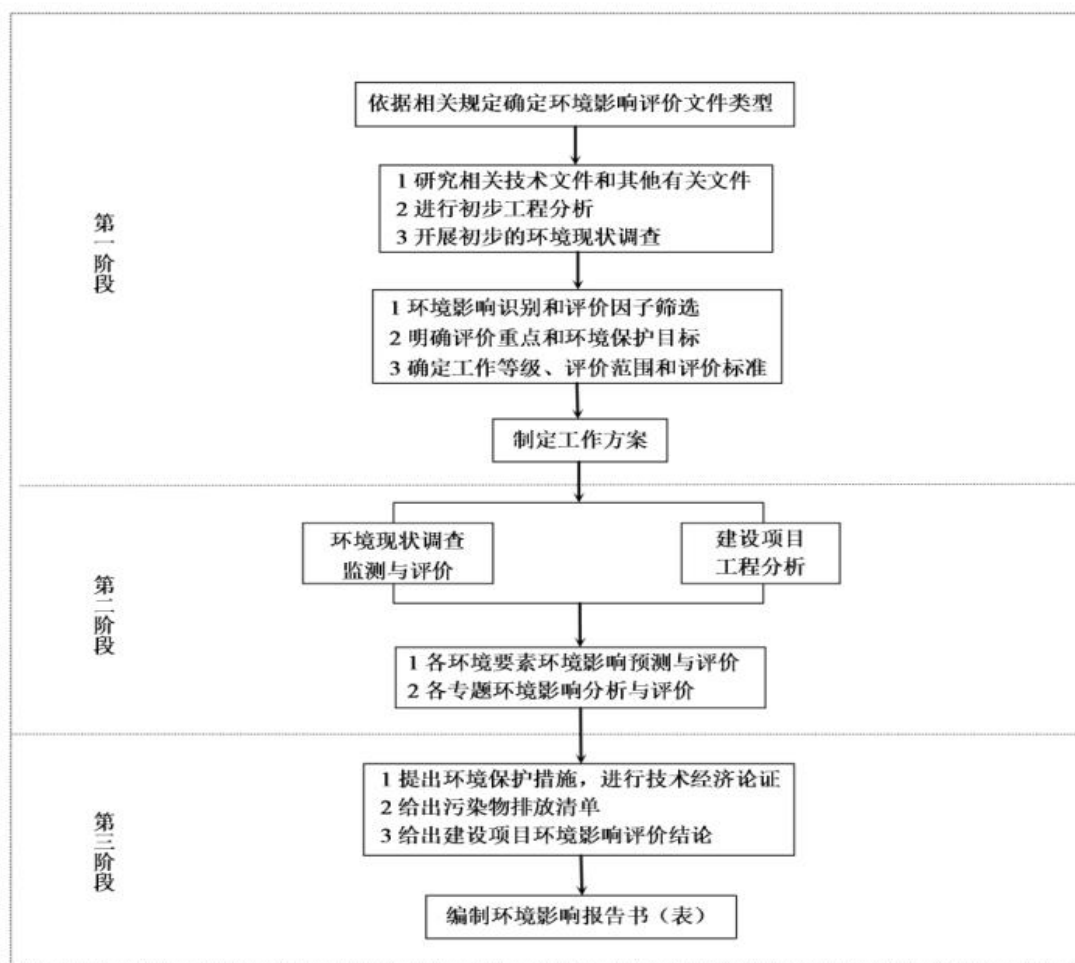 依据相关规定确定环境影响评价文件类型
第一阶段
1 研究相关技术文件和其他有关文件
2 进行初步工程分析
3 开展初步的环境现状调查
1 环境影响识别和评价因子筛选
2 明确评价重点和环境保护目标
3 确定工作等级、评价范围和评价标准
制定工作方案
第二阶段
环境现状调查
监测与评价
建设项目
工程分析
1 各环境要素环境影响预测与评价
2 各专题环境影响分析与评价
第三阶段
1 提出环境保护措施，进行技术经济论证
2 给出污染物排放清单
3 给出建设项目环境影响评价结论
编制环境影响报告书（表）